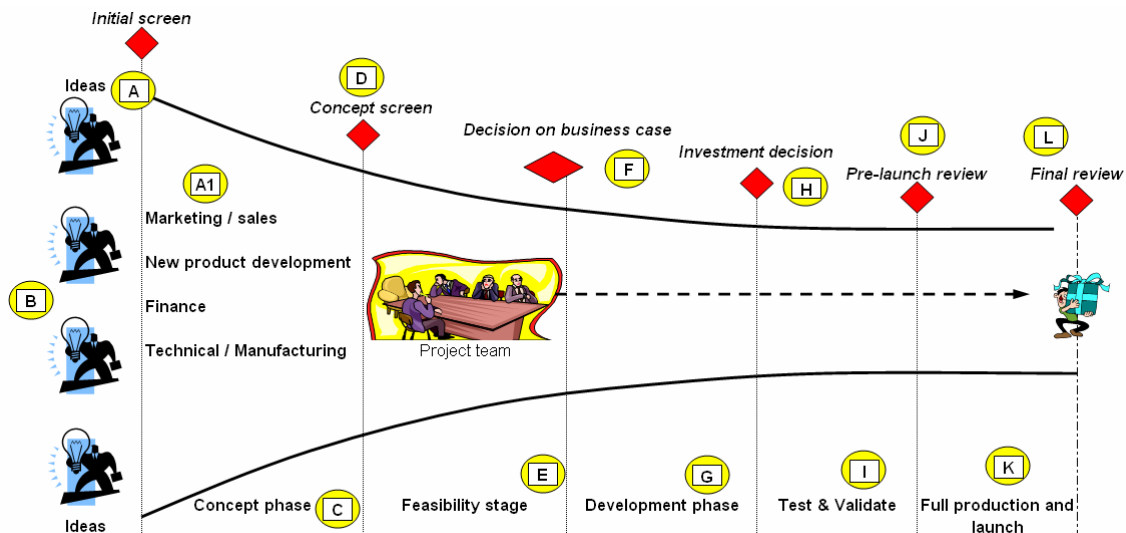 Initial screen
Ideas
A
D
Concept screen
Decision on business case
F
Investment decision
H
J
Pre-launch review
L
Final review
A1
Marketing / sales
New product development
B
Finance
Technical / Manufacturing
Project team
Ideas
Concept phase
C
Feasibility stage
E
Development phase
G
Test & Validate
I
Full production and
launch
K